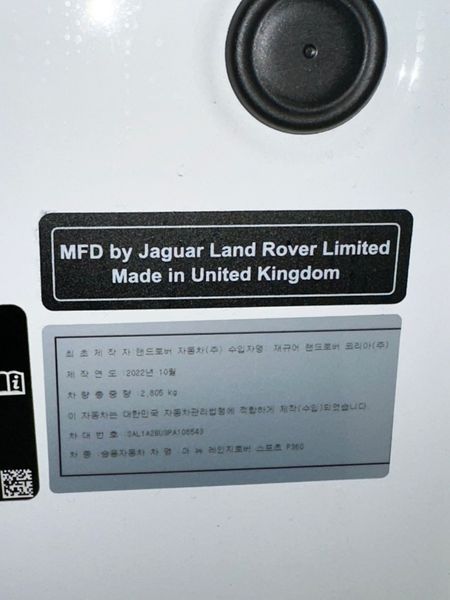 MFD by Jaguar Land Rover Limited
Made in United Kingdom
최초 제작자 : 랜드로버 자동차(주) 수입자명 : 재규어 랜드로버 코리아(주)
제작연도 : 2022년 10월
차량총중량 : 2,805 kg
이 자동차는 대한민국 자동차관리법령에 적합하게 제작(수입)되었습니다.
차대번호 :
차종 : 승용자동차 차명 : 더 뉴 레인지로버 스포츠 P360